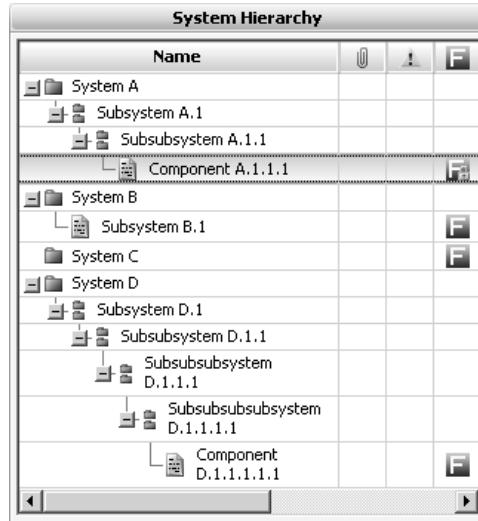 System Hierarchy
Name F
System A
Subsystem A.1
Subsubsystem A.1.1
Component A.1.1.1 F
System B
Subsystem B.1 F
System C F
System D
Subsystem D.1
Subsubsystem D.1.1
Subsubsubsystem
D.1.1.1
Subsubsubsubsystem
D.1.1.1.1
Component F
D.1.1.1.1.1